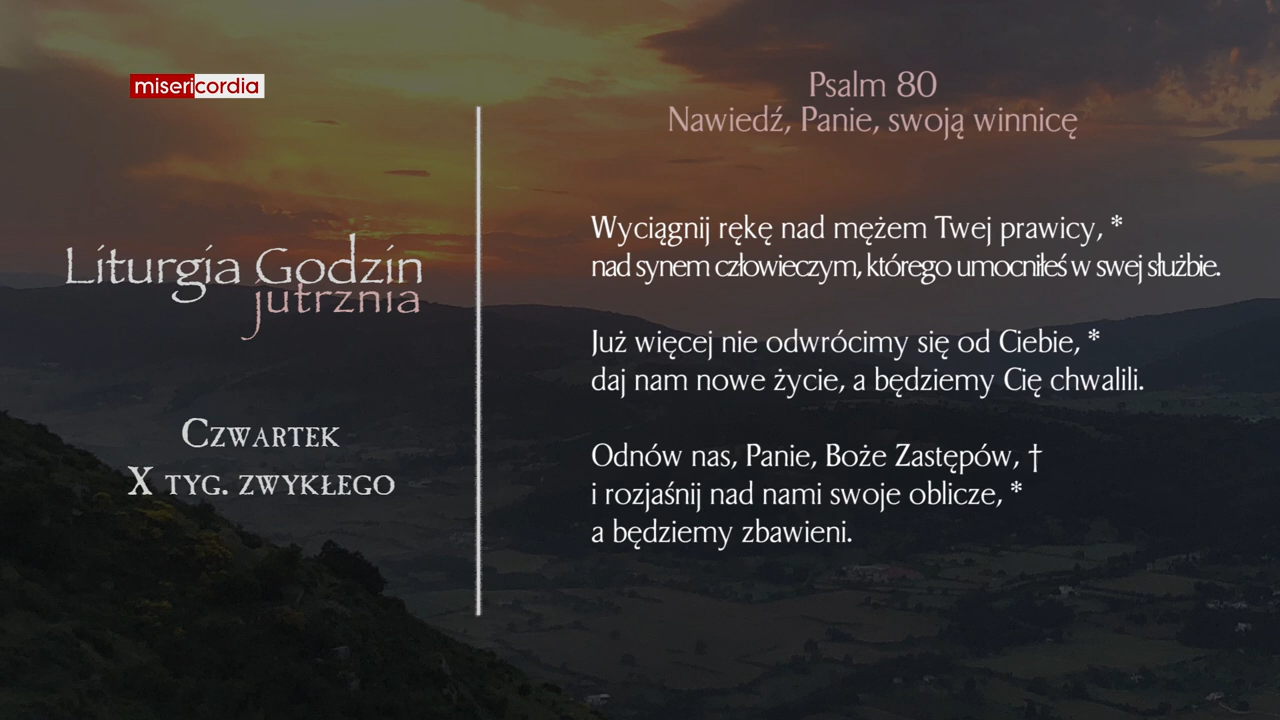 misericordia
Liturgia Godzin
jutrznia
Czwartek
X tyg. zwykłego
Psalm 80
Nawiedź, Panie, swoją winnicę
Wyciągnij rękę nad mężem Twej prawicy, *
nad synem człowieczym, którego umocniłeś w swej służbie.
Już więcej nie odwrócimy się od Ciebie, *
daj nam nowe życie, a będziemy Cię chwalili.
Odnów nas, Panie, Boże Zastępów, †
i rozjaśnij nad nami swoje oblicze, *
a będziemy zbawieni.